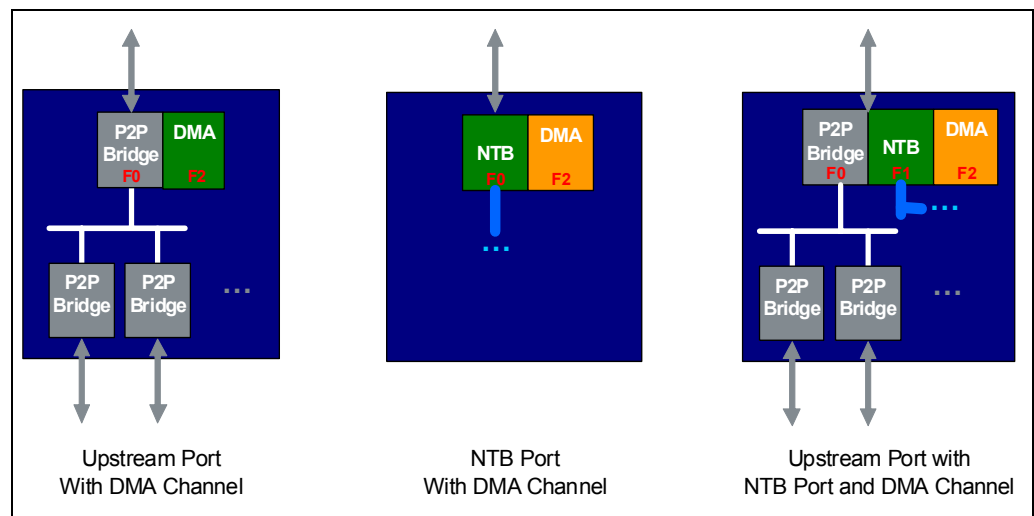 P2P
Bridge
F0
DMA
F2
P2P
Bridge
P2P
Bridge
...
Upstream Port
With DMA Channel
NTB
F0
DMA
F2
...
NTB Port
With DMA Channel
P2P
Bridge
F0
NTB
F1
DMA
F2
...
P2P
Bridge
P2P
Bridge
...
Upstream Port with
NTB Port and DMA Channel